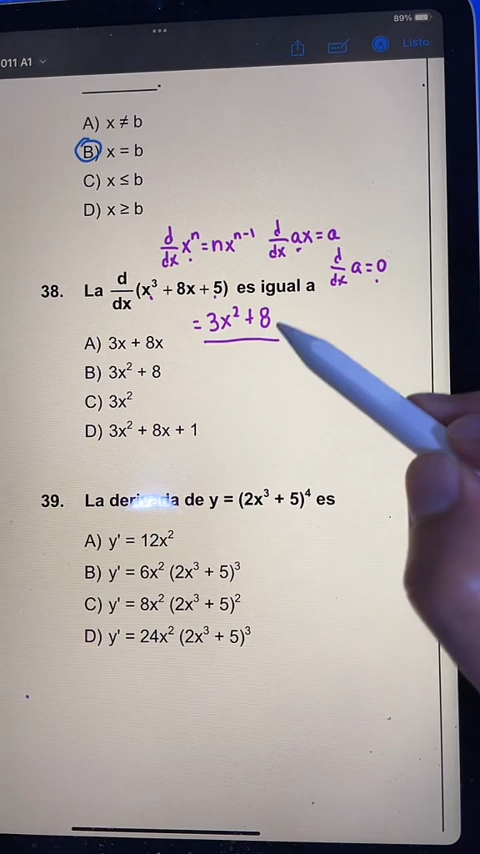 89%
Listo
011 A1
___________.
A) x ≠ b
B) x = b
C) x ≤ b
D) x ≥ b
d/dx xⁿ = nxⁿ⁻¹ d/dx ax = a
d/dx a = 0
38. La d/dx (x³ + 8x + 5) es igual a
= 3x² + 8
A) 3x + 8x
B) 3x² + 8
C) 3x²
D) 3x² + 8x + 1
39. La derivada de y = (2x³ + 5)⁴ es
A) y' = 12x²
B) y' = 6x² (2x³ + 5)³
C) y' = 8x² (2x³ + 5)²
D) y' = 24x² (2x³ + 5)³